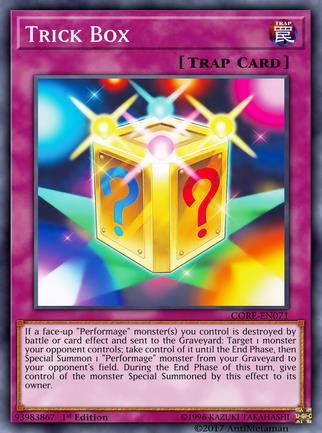 Trick Box
TRAP
罠
[Trap Card]
?
?
CORE-EN071
If a face-up "Performage" monster(s) you control is destroyed by
battle or card effect and sent to the Graveyard: Target 1 monster
your opponent controls; take control of it until the End Phase, then
Special Summon 1 "Performage" monster from your Graveyard
to your opponent's field. During the End Phase of this turn, give
control of the monster Special Summoned by this effect to its
owner.
93983867 1st Edition ©1996 KAZUKI TAKAHASHI
©2017 AntiMetaman